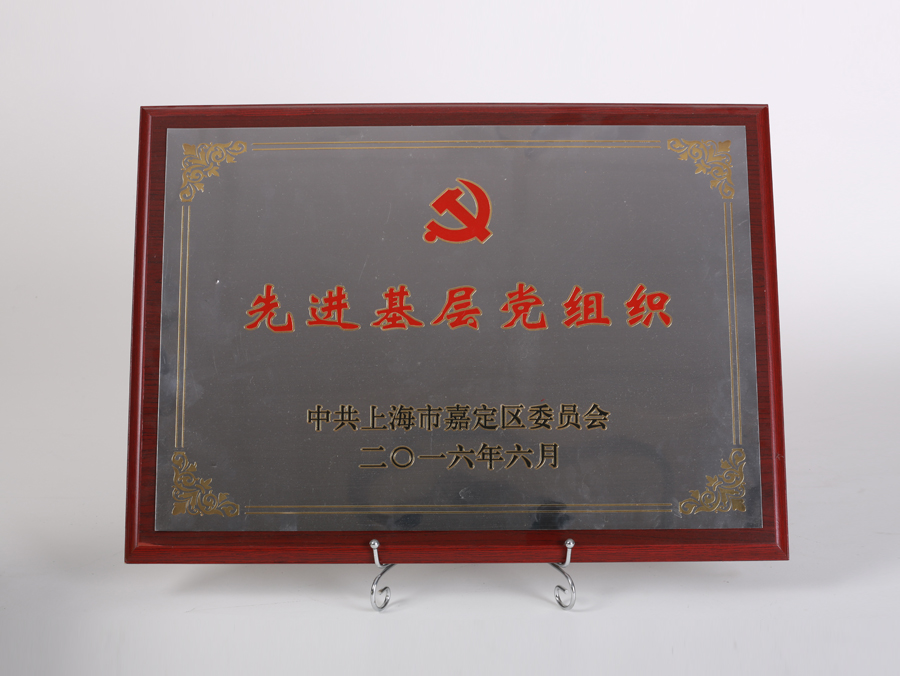 先进基层党组织
中共上海市嘉定区委员会
二〇一六年六月